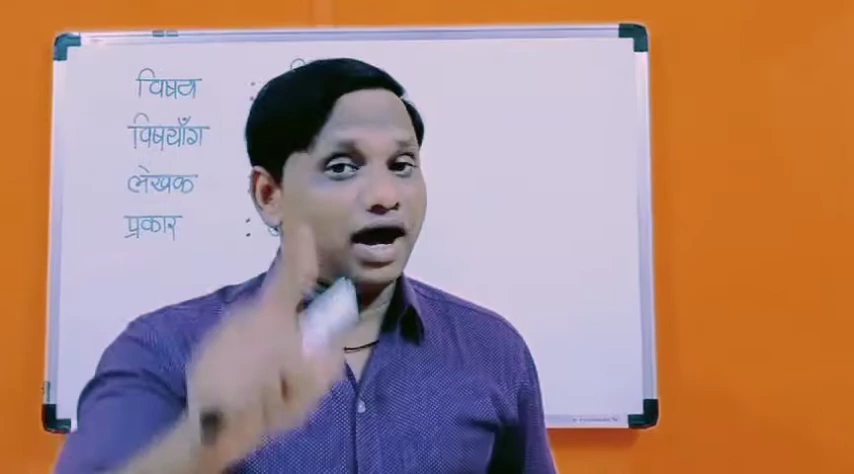 विषय :
विषयाँग
लेखक
प्रकार :